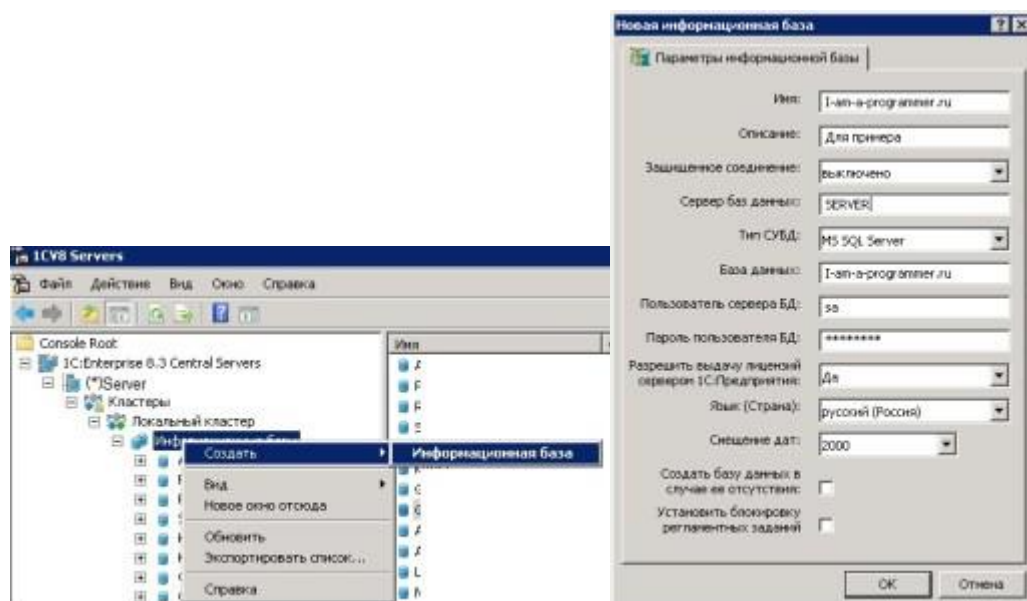 1CV8 Servers
Файл Действие Вид Окно Справка
Console Root
1C:Enterprise 8.3 Central Servers
(*)Server
Кластеры
Локальный кластер
Имя
Создать
Информационная база
Вид
Новое окно отсюда
Обновить
Экспортировать список...
Справка
Новая информационная база
Параметры информационной базы
Имя: I-am-a-programmer.ru
Описание: Для примера
Защищенное соединение: выключено
Сервер баз данных: SERVER
Тип СУБД: MS SQL Server
База данных: I-am-a-programmer.ru
Пользователь сервера БД: sa
Пароль пользователя БД: ********
Разрешить выдачу лицензий
сервером 1С:Предприятия: Да
Язык (Страна): русский (Россия)
Смещение дат: 2000
Создать базу данных в
случае ее отсутствия:
Установить блокировку
регламентных заданий
OK Отмена